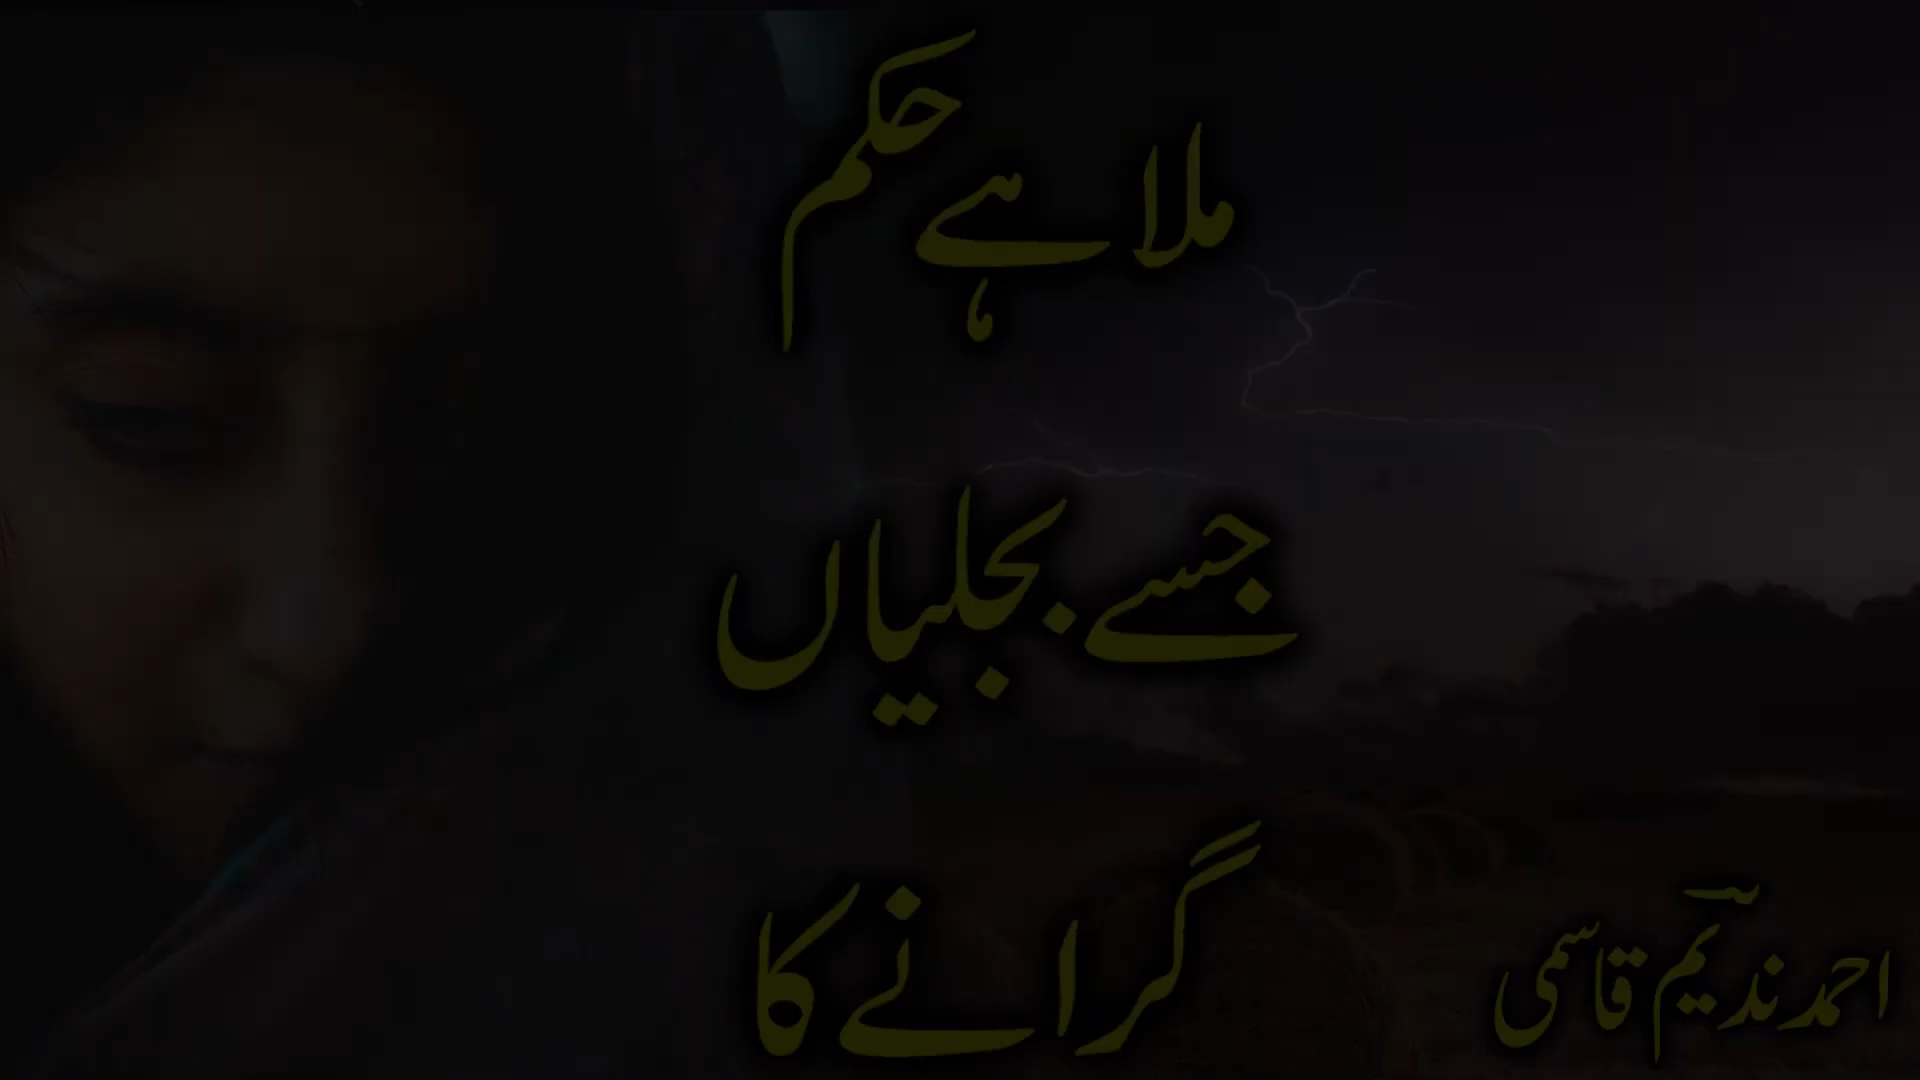 ملا ہے حکم
جسے بجلیاں
گرانے کا
احمد ندیمؔ قاسمی